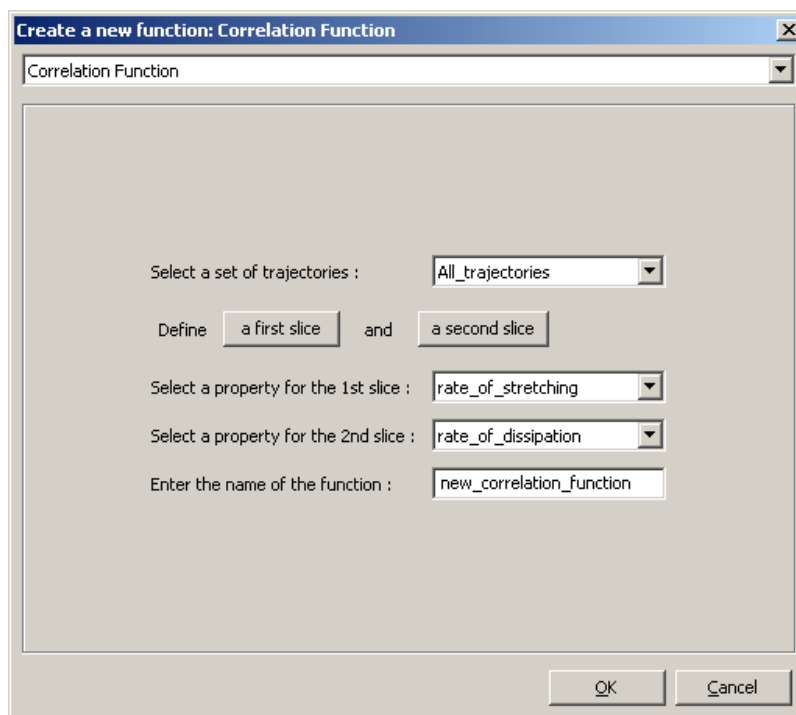 Create a new function: Correlation Function
Correlation Function
Select a set of trajectories : All_trajectories
Define a first slice and a second slice
Select a property for the 1st slice : rate_of_stretching
Select a property for the 2nd slice : rate_of_dissipation
Enter the name of the function : new_correlation_function
OK Cancel